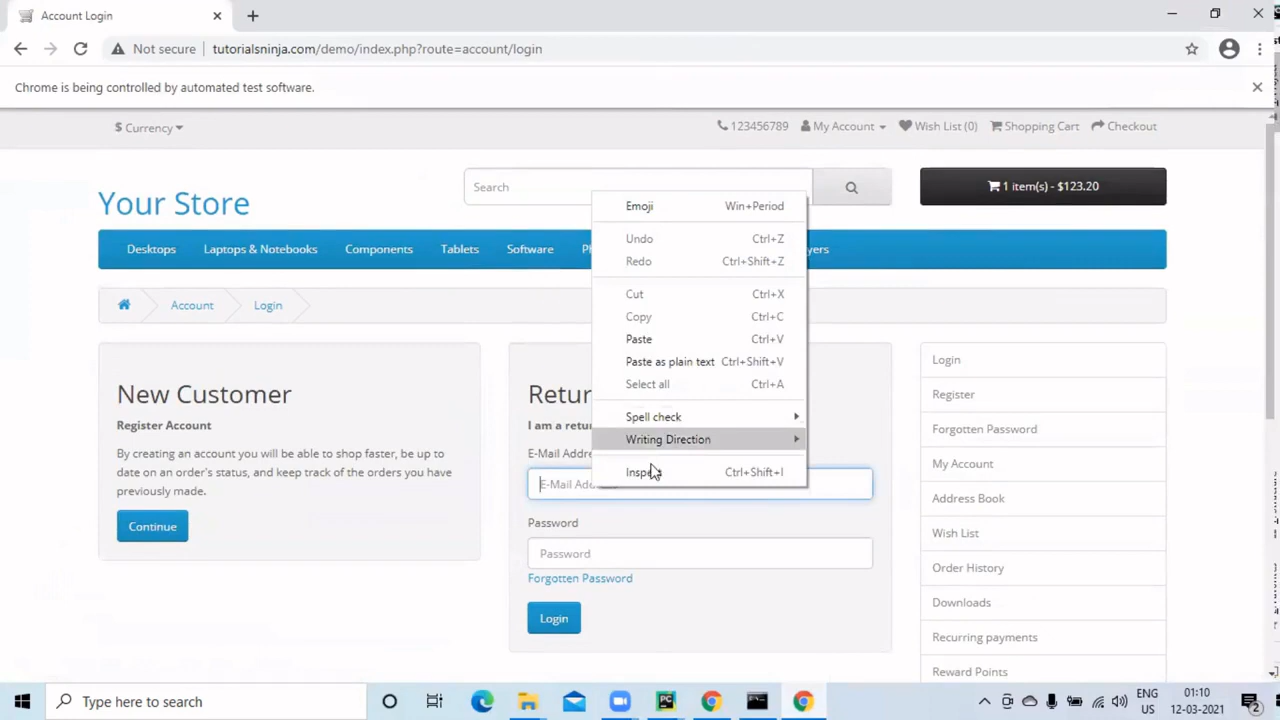 Account Login
Not secure
tutorialsninja.com/demo/index.php?route=account/login
Chrome is being controlled by automated test software.
$ Currency
123456789
My Account
Wish List (0)
Shopping Cart
Checkout
Your Store
Search
1 item(s) - $123.20
Desktops
Laptops & Notebooks
Components
Tablets
Software
Emoji Win+Period
Undo Ctrl+Z
Redo Ctrl+Shift+Z
Cut Ctrl+X
Copy Ctrl+C
Paste Ctrl+V
Paste as plain text Ctrl+Shift+V
Select all Ctrl+A
Spell check
Writing Direction
Inspect Ctrl+Shift+I
Account
Login
New Customer
Register Account
By creating an account you will be able to shop faster, be up
to date on an order's status, and keep track of the orders you have
previously made.
Continue
I am a
E-Mail
E-Mail
Password
Password
Forgotten Password
Login
Login
Register
Forgotten Password
My Account
Address Book
Wish List
Order History
Downloads
Recurring payments
Reward Points
Type here to search
ENG
US
01:10
12-03-2021
2